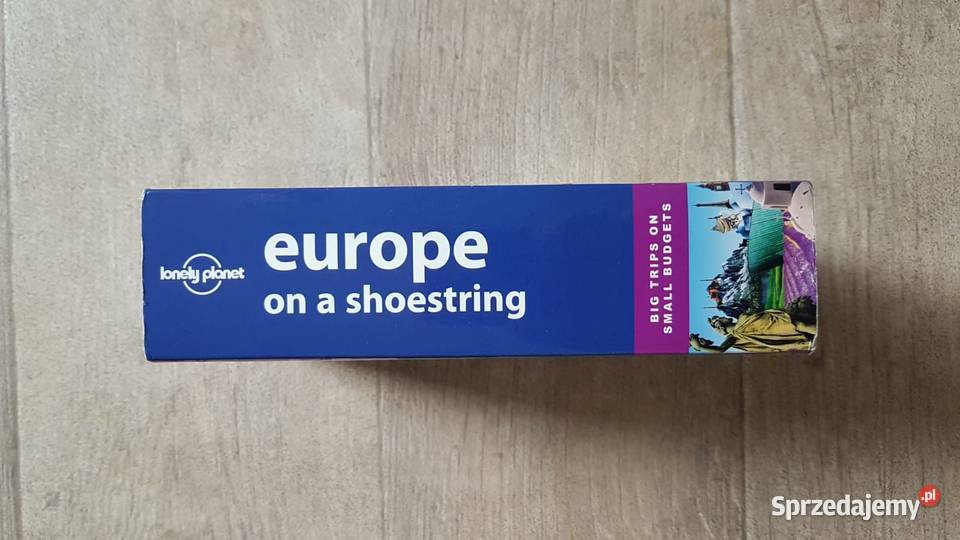 lonely planet
europe
on a shoestring
BIG TRIPS ON
SMALL BUDGETS
Sprzedajemy.pl